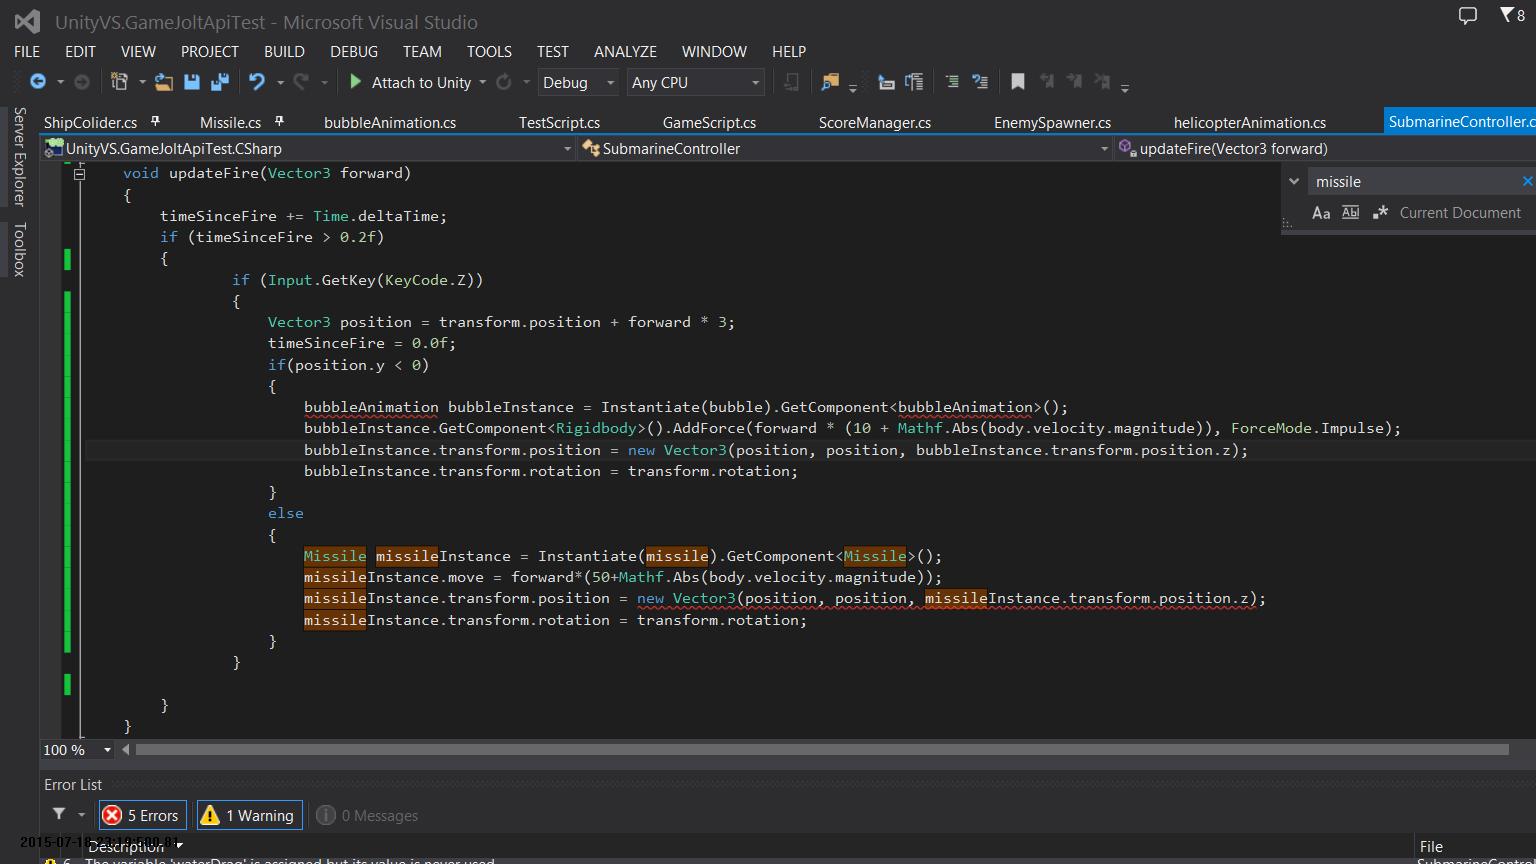 UnityVS.GameJoltApiTest - Microsoft Visual Studio
8
FILE EDIT VIEW PROJECT BUILD DEBUG TEAM TOOLS TEST ANALYZE WINDOW HELP
Attach to Unity Debug Any CPU
Server Explorer
Toolbox
ShipColider.cs Missile.cs bubbleAnimation.cs TestScript.cs GameScript.cs ScoreManager.cs EnemySpawner.cs helicopterAnimation.cs SubmarineController.c
UnityVS.GameJoltApiTest.CSharp SubmarineController updateFire(Vector3 forward)
missile
Aa Abl .* Current Document
void updateFire(Vector3 forward)
{
timeSinceFire += Time.deltaTime;
if (timeSinceFire > 0.2f)
{
if (Input.GetKey(KeyCode.Z))
{
Vector3 position = transform.position + forward * 3;
timeSinceFire = 0.0f;
if(position.y < 0)
{
bubbleAnimation bubbleInstance = Instantiate(bubble).GetComponent<bubbleAnimation>();
bubbleInstance.GetComponent<Rigidbody>().AddForce(forward * (10 + Mathf.Abs(body.velocity.magnitude)), ForceMode.Impulse);
bubbleInstance.transform.position = new Vector3(position, position, bubbleInstance.transform.position.z);
bubbleInstance.transform.rotation = transform.rotation;
}
else
{
Missile missileInstance = Instantiate(missile).GetComponent<Missile>();
missileInstance.move = forward*(50+Mathf.Abs(body.velocity.magnitude));
missileInstance.transform.position = new Vector3(position, position, missileInstance.transform.position.z);
missileInstance.transform.rotation = transform.rotation;
}
}
}
}
100 %
Error List
5 Errors 1 Warning 0 Messages
Description File
6 The variable 'waterDrag' is assigned but its value is never used SubmarineContro